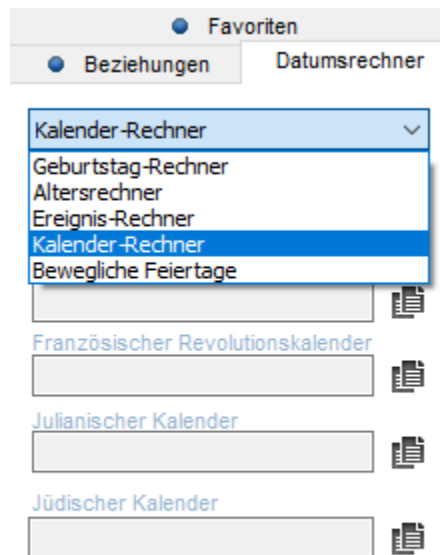 Favoriten
Beziehungen Datumsrechner
Kalender-Rechner
Geburtstag-Rechner
Altersrechner
Ereignis-Rechner
Kalender-Rechner
Bewegliche Feiertage
Französischer Revolutionskalender
Julianischer Kalender
Jüdischer Kalender